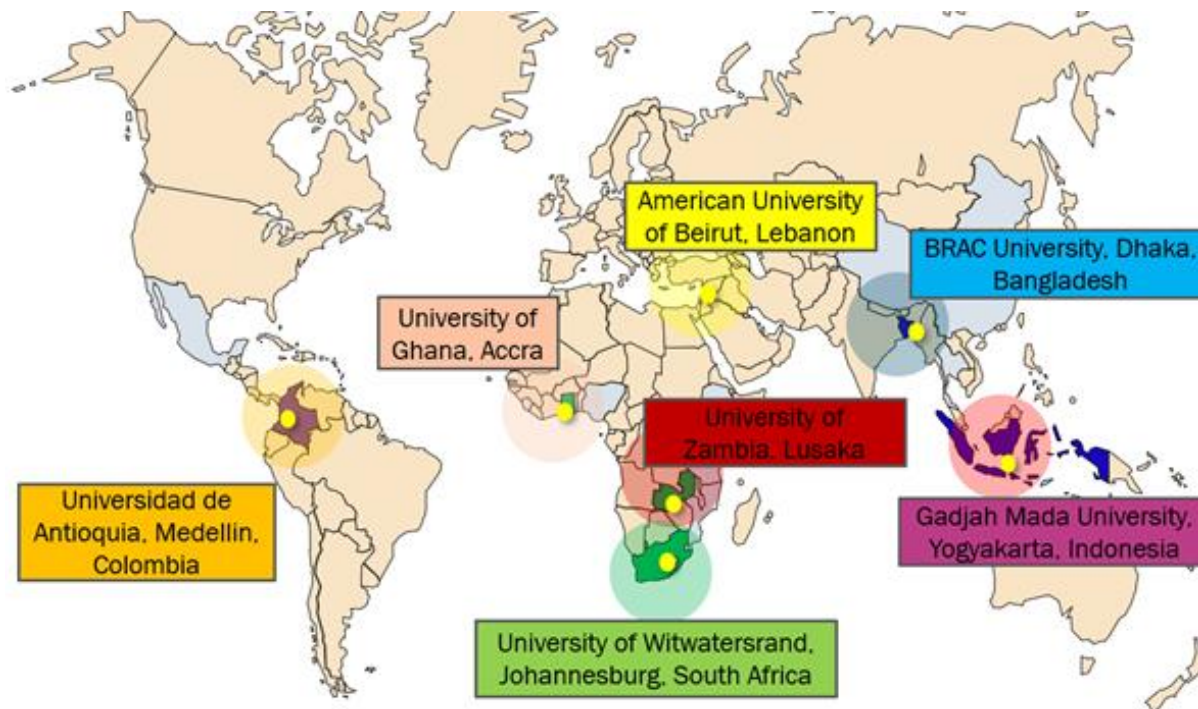 American University
of Beirut, Lebanon
BRAC University, Dhaka,
Bangladesh
University of
Ghana, Accra
University of
Zambia, Lusaka
Universidad de
Antioquia, Medellin,
Colombia
Gadjah Mada University,
Yogyakarta, Indonesia
University of Witwatersrand,
Johannesburg, South Africa